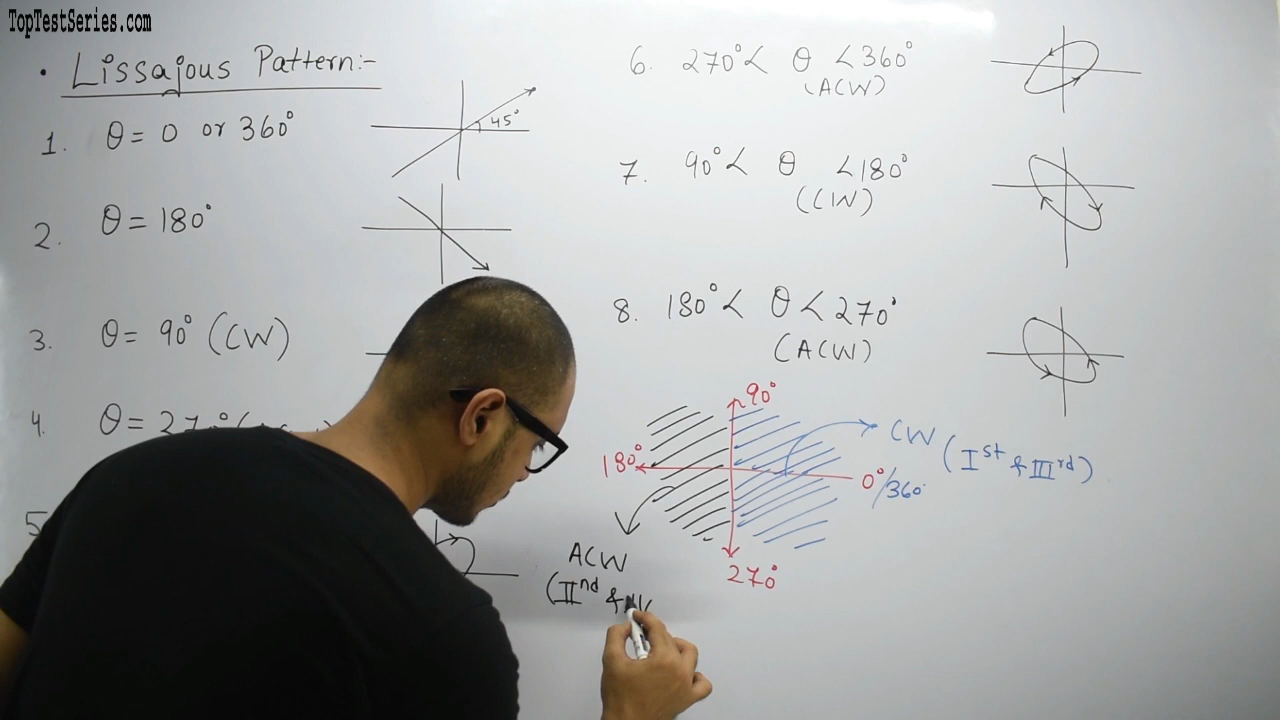 TopTestSeries.com
• Lissajous Pattern:-
1. θ = 0 or 360°
45°
2. θ = 180°
3. θ = 90° (CW)
4. θ = 27
5
6. 270° < θ < 360°
(ACW)
7. 90° < θ < 180°
(CW)
8. 180° < θ < 270°
(ACW)
90°
180°
0°/360°
270°
CW (Ist & IIIrd)
ACW
(IInd &